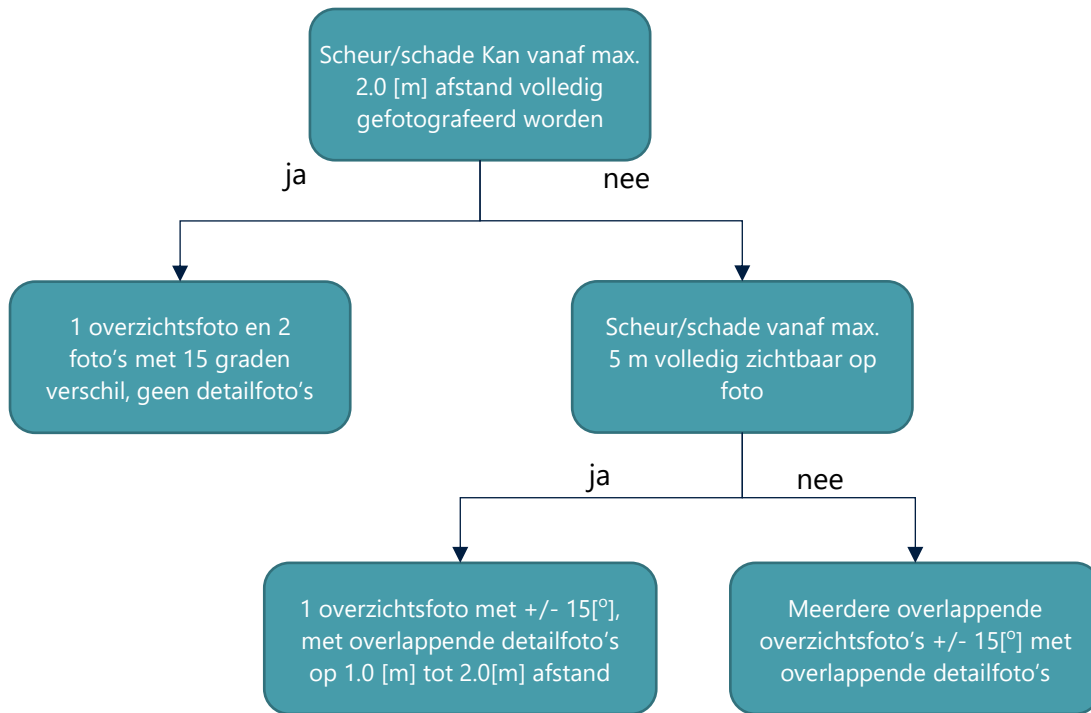 Scheur/schade Kan vanaf max.
2.0 [m] afstand volledig
gefotografeerd worden
ja
nee
1 overzichtsfoto en 2
foto's met 15 graden
verschil, geen detailfoto's
Scheur/schade vanaf max.
5 m volledig zichtbaar op
foto
ja
nee
1 overzichtsfoto met +/- 15[°],
met overlappende detailfoto's
op 1.0 [m] tot 2.0[m] afstand
Meerdere overlappende
overzichtsfoto's +/- 15[°] met
overlappende detailfoto's